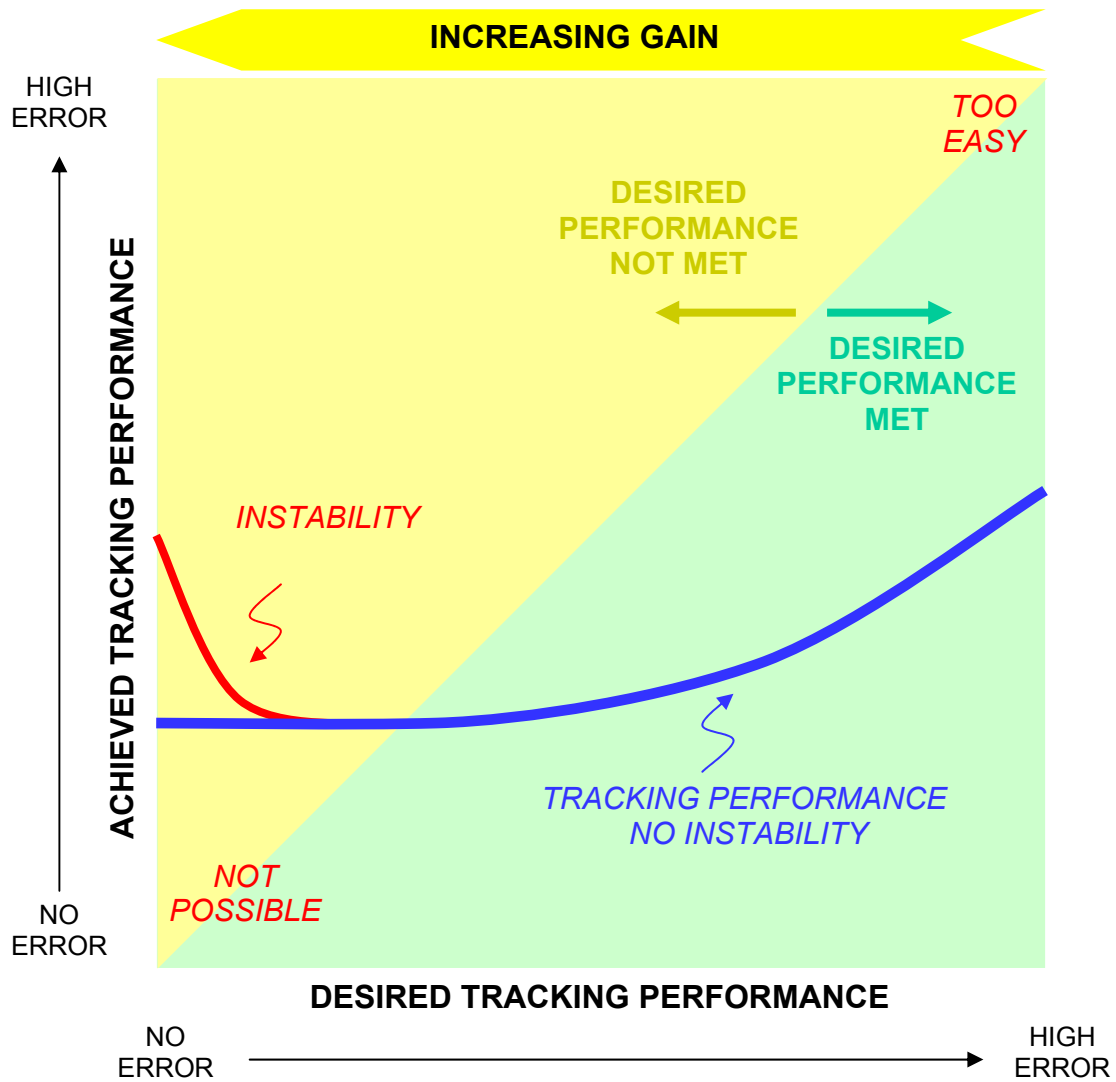 INCREASING GAIN
HIGH
ERROR
TOO
EASY
DESIRED
PERFORMANCE
NOT MET
DESIRED
PERFORMANCE
MET
ACHIEVED TRACKING PERFORMANCE
INSTABILITY
TRACKING PERFORMANCE
NO INSTABILITY
NOT
POSSIBLE
NO
ERROR
DESIRED TRACKING PERFORMANCE
NO
ERROR
HIGH
ERROR